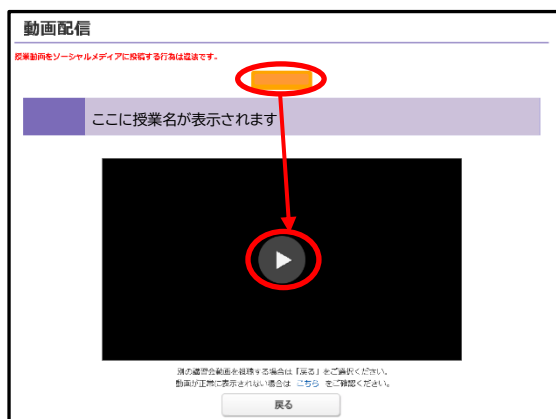 動画配信
授業動画をソーシャルメディアに投稿する行為は違法です。
ここに授業名が表示されます
別の講習会動画を視聴する場合は「戻る」をご選択ください。
動画が正常に表示されない場合は こちら をご確認ください。
戻る